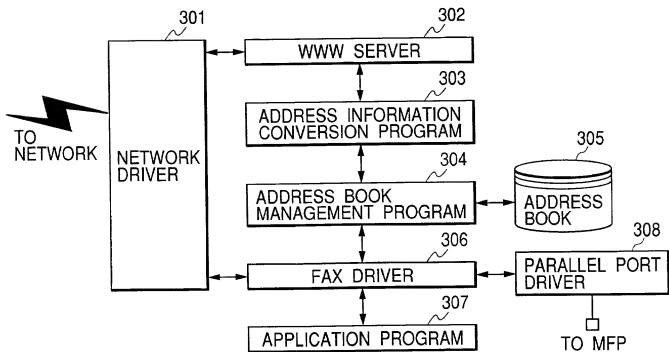 301
302
WWW SERVER
303
ADDRESS INFORMATION
CONVERSION PROGRAM
TO
NETWORK
NETWORK
DRIVER
304
ADDRESS BOOK
MANAGEMENT PROGRAM
305
ADDRESS
BOOK
306
FAX DRIVER
308
PARALLEL PORT
DRIVER
307
APPLICATION PROGRAM
TO MFP